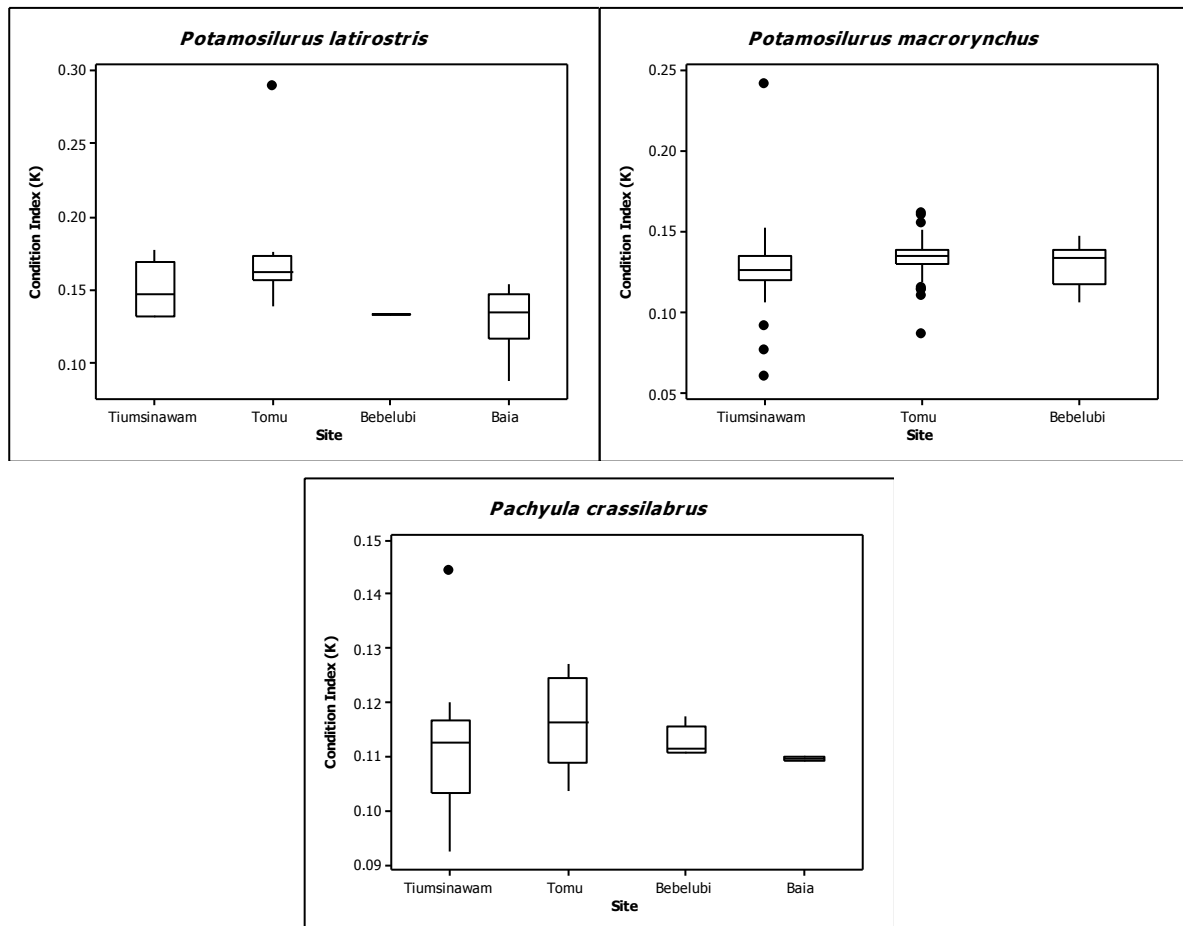 Potamosilurus latirostris
Condition Index (K)
0.30
0.25
0.20
0.15
0.10
Tiumsinawam Tomu Bebelubi Baia
Site
Potamosilurus macrorynchus
Condition Index (K)
0.25
0.20
0.15
0.10
0.05
Tiumsinawam Tomu Bebelubi
Site
Pachyula crassilabrus
Condition Index (K)
0.15
0.14
0.13
0.12
0.11
0.10
0.09
Tiumsinawam Tomu Bebelubi Baia
Site